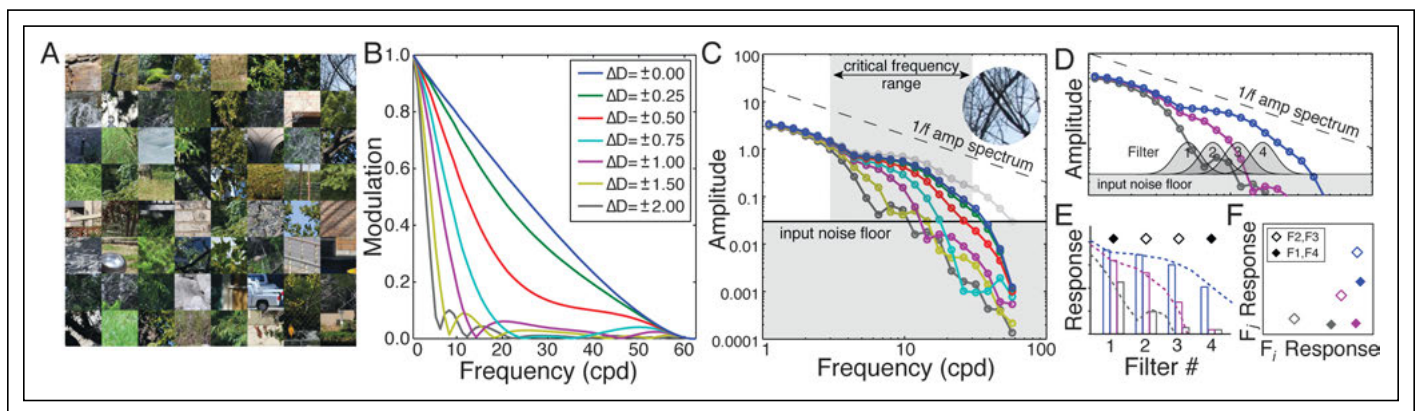 A
B
1.0
0.8
0.6
0.4
0.2
0.0
Modulation
0
10
20
30
40
50
60
Frequency (cpd)
ΔD= ±0.00
ΔD= ±0.25
ΔD= ±0.50
ΔD= ±0.75
ΔD= ±1.00
ΔD= ±1.50
ΔD= ±2.00
C
100
20
10
1.0
0.1
0.01
0.001
0.0001
Amplitude
critical frequency
range
1/f amp spectrum
input noise floor
1
10
100
Frequency (cpd)
D
Amplitude
1/f amp spectrum
Filter
1
2
3
4
input noise floor
E
Response
1
2
3
4
Filter #
F
F2,F3
F1,F4
Fj Response
Fi Response